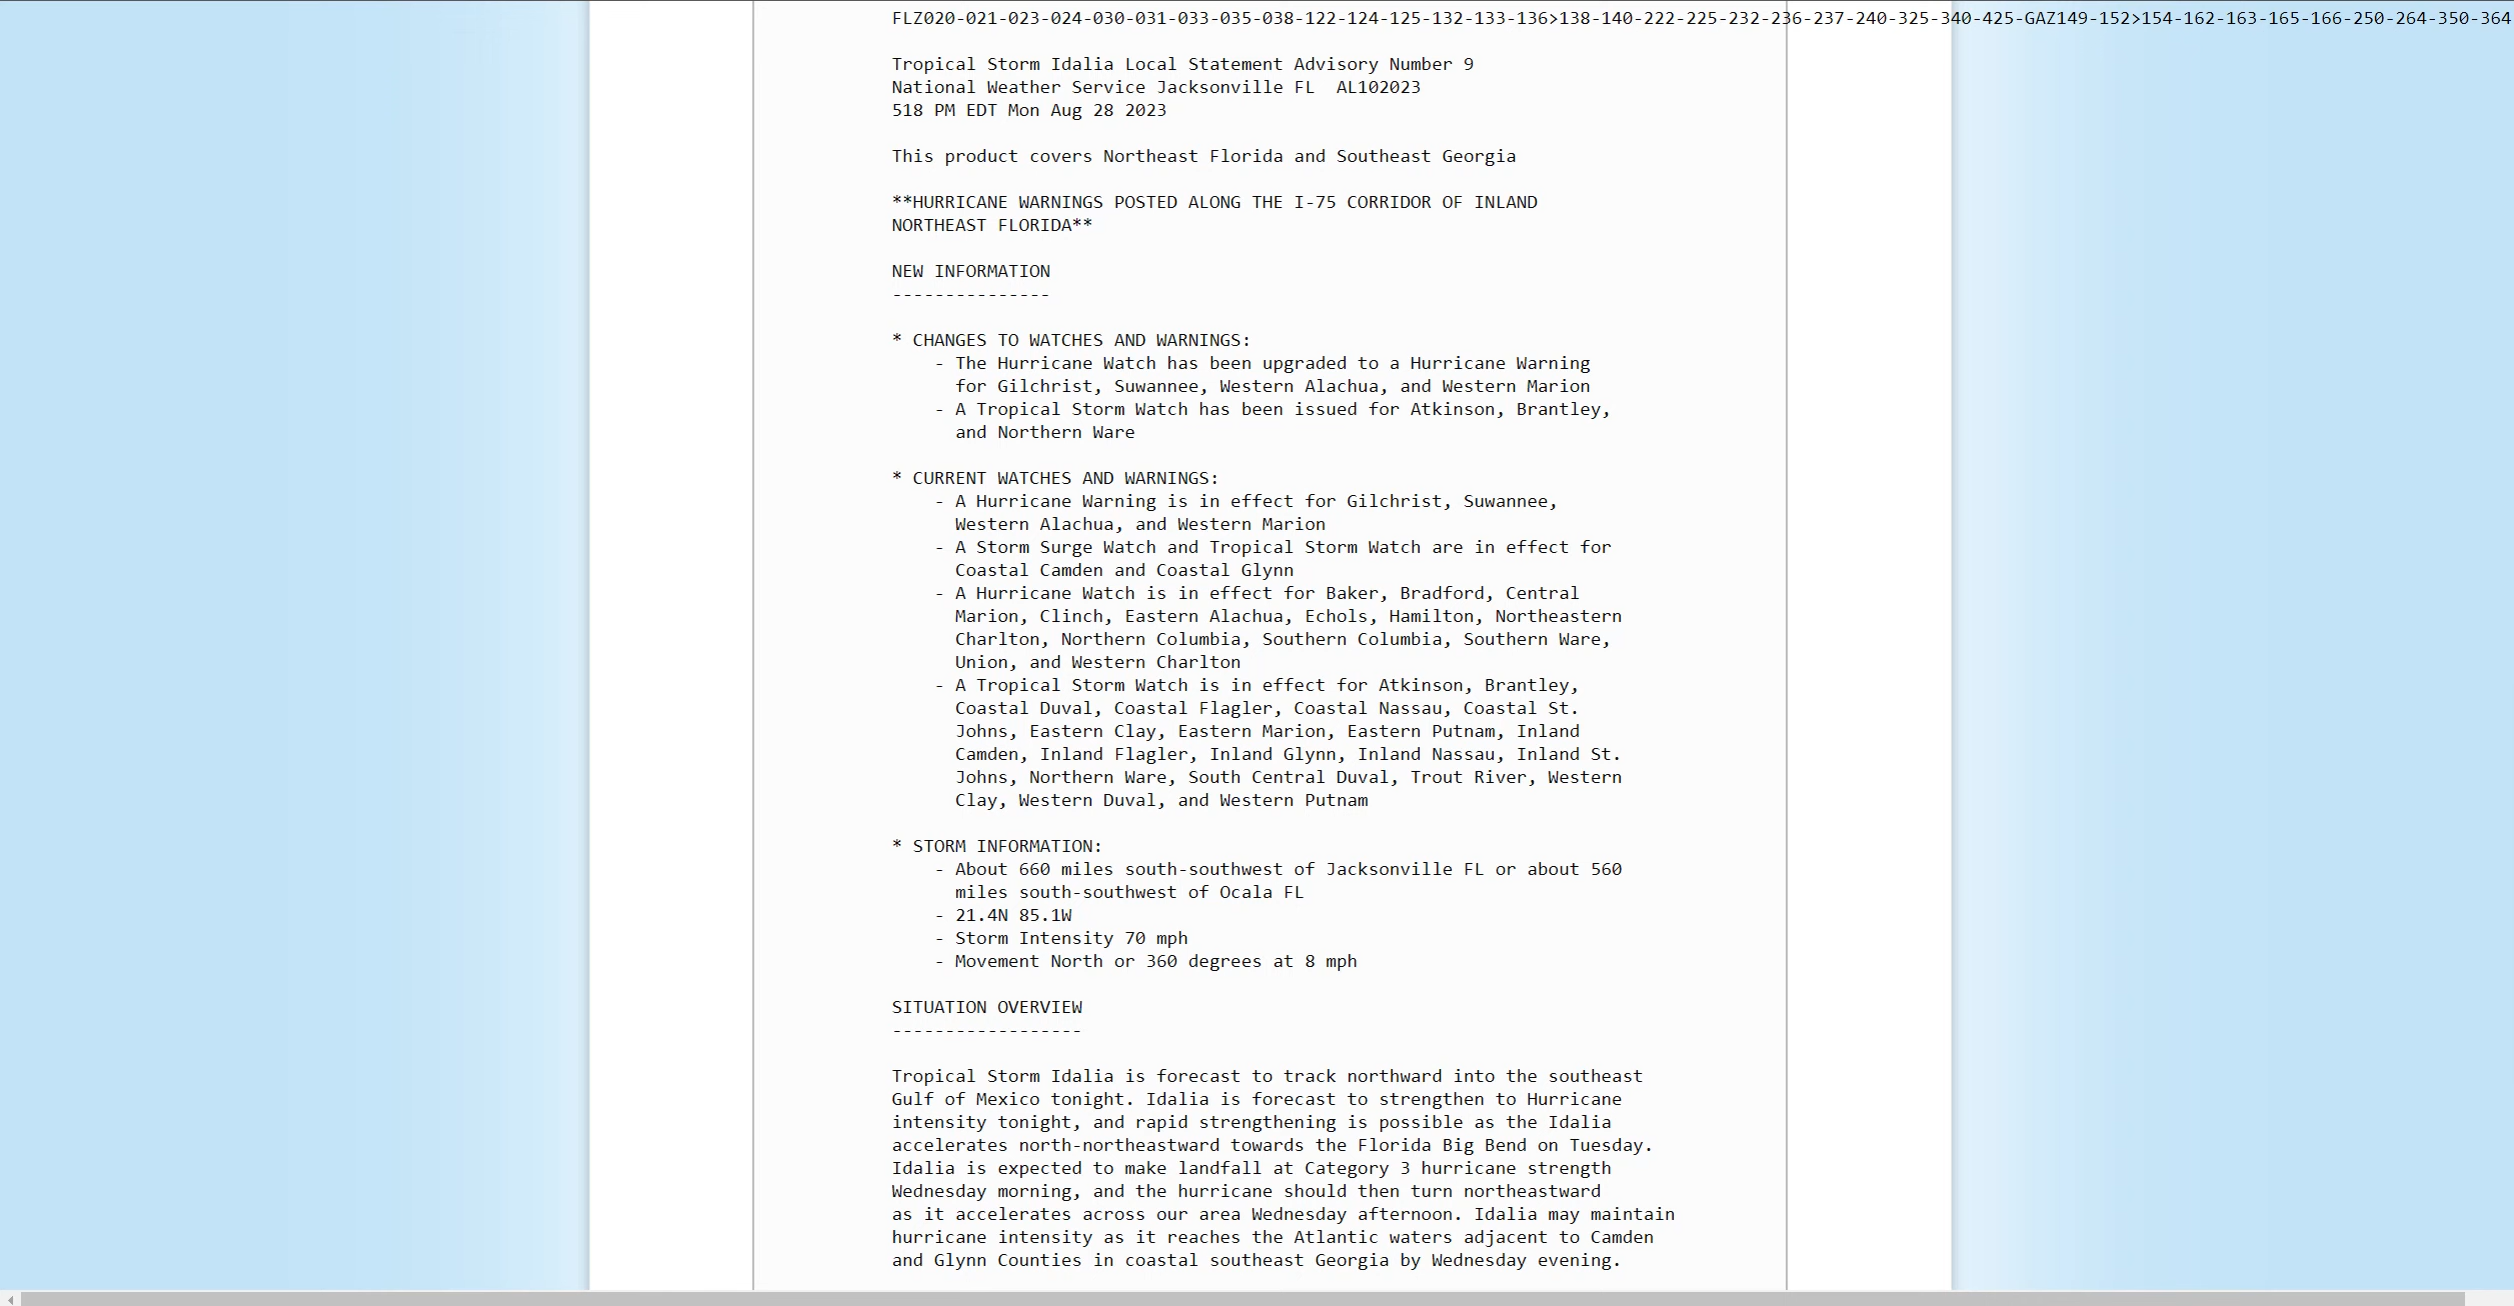 FLZ020-021-023-024-030-031-033-035-038-122-124-125-132-133-136>138-140-222-225-232-236-237-240-325-340-425-GAZ149-152>154-162-163-165-166-250-264-350-364
Tropical Storm Idalia Local Statement Advisory Number 9
National Weather Service Jacksonville FL  AL102023
518 PM EDT Mon Aug 28 2023
This product covers Northeast Florida and Southeast Georgia
**HURRICANE WARNINGS POSTED ALONG THE I-75 CORRIDOR OF INLAND
NORTHEAST FLORIDA**
NEW INFORMATION
---------------
* CHANGES TO WATCHES AND WARNINGS:
- The Hurricane Watch has been upgraded to a Hurricane Warning
for Gilchrist, Suwannee, Western Alachua, and Western Marion
- A Tropical Storm Watch has been issued for Atkinson, Brantley,
and Northern Ware
* CURRENT WATCHES AND WARNINGS:
- A Hurricane Warning is in effect for Gilchrist, Suwannee,
Western Alachua, and Western Marion
- A Storm Surge Watch and Tropical Storm Watch are in effect for
Coastal Camden and Coastal Glynn
- A Hurricane Watch is in effect for Baker, Bradford, Central
Marion, Clinch, Eastern Alachua, Echols, Hamilton, Northeastern
Charlton, Northern Columbia, Southern Columbia, Southern Ware,
Union, and Western Charlton
- A Tropical Storm Watch is in effect for Atkinson, Brantley,
Coastal Duval, Coastal Flagler, Coastal Nassau, Coastal St.
Johns, Eastern Clay, Eastern Marion, Eastern Putnam, Inland
Camden, Inland Flagler, Inland Glynn, Inland Nassau, Inland St.
Johns, Northern Ware, South Central Duval, Trout River, Western
Clay, Western Duval, and Western Putnam
* STORM INFORMATION:
- About 660 miles south-southwest of Jacksonville FL or about 560
miles south-southwest of Ocala FL
- 21.4N 85.1W
- Storm Intensity 70 mph
- Movement North or 360 degrees at 8 mph
SITUATION OVERVIEW
------------------
Tropical Storm Idalia is forecast to track northward into the southeast
Gulf of Mexico tonight. Idalia is forecast to strengthen to Hurricane
intensity tonight, and rapid strengthening is possible as the Idalia
accelerates north-northeastward towards the Florida Big Bend on Tuesday.
Idalia is expected to make landfall at Category 3 hurricane strength
Wednesday morning, and the hurricane should then turn northeastward
as it accelerates across our area Wednesday afternoon. Idalia may maintain
hurricane intensity as it reaches the Atlantic waters adjacent to Camden
and Glynn Counties in coastal southeast Georgia by Wednesday evening.